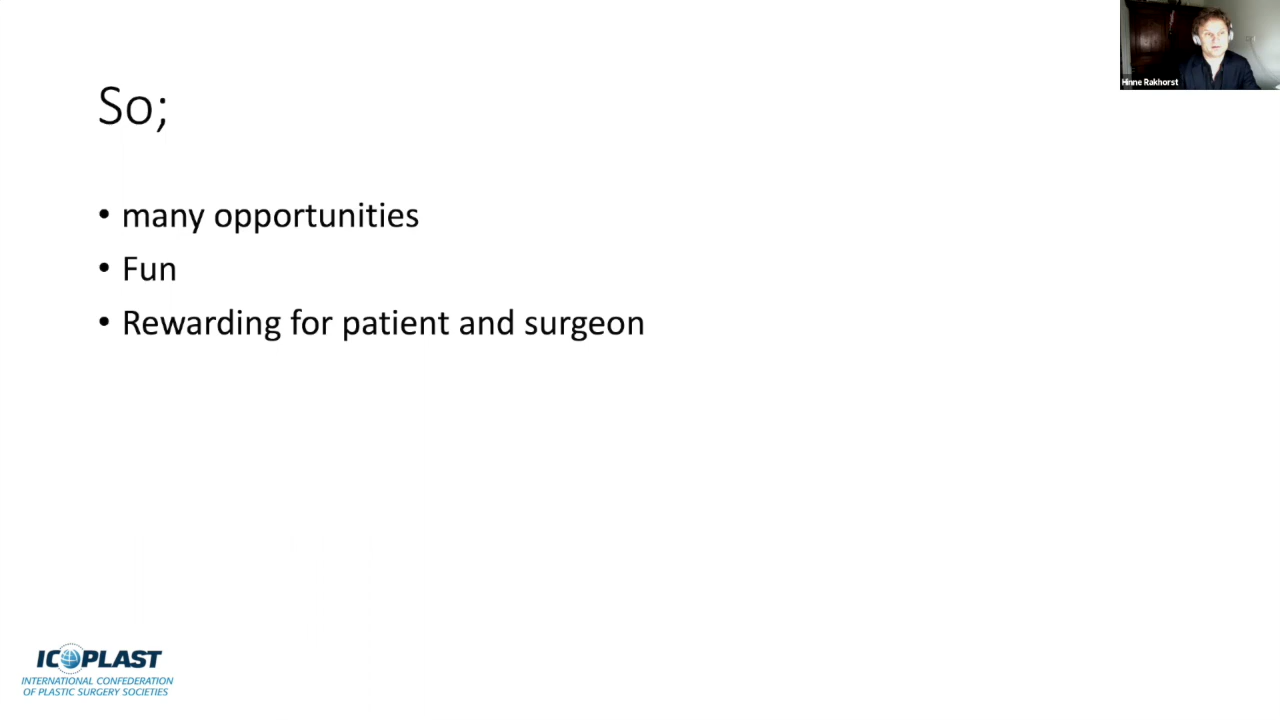 Hinne Rakhorst
So;
• many opportunities
• Fun
• Rewarding for patient and surgeon
ICOPLAST
INTERNATIONAL CONFEDERATION
OF PLASTIC SURGERY SOCIETIES